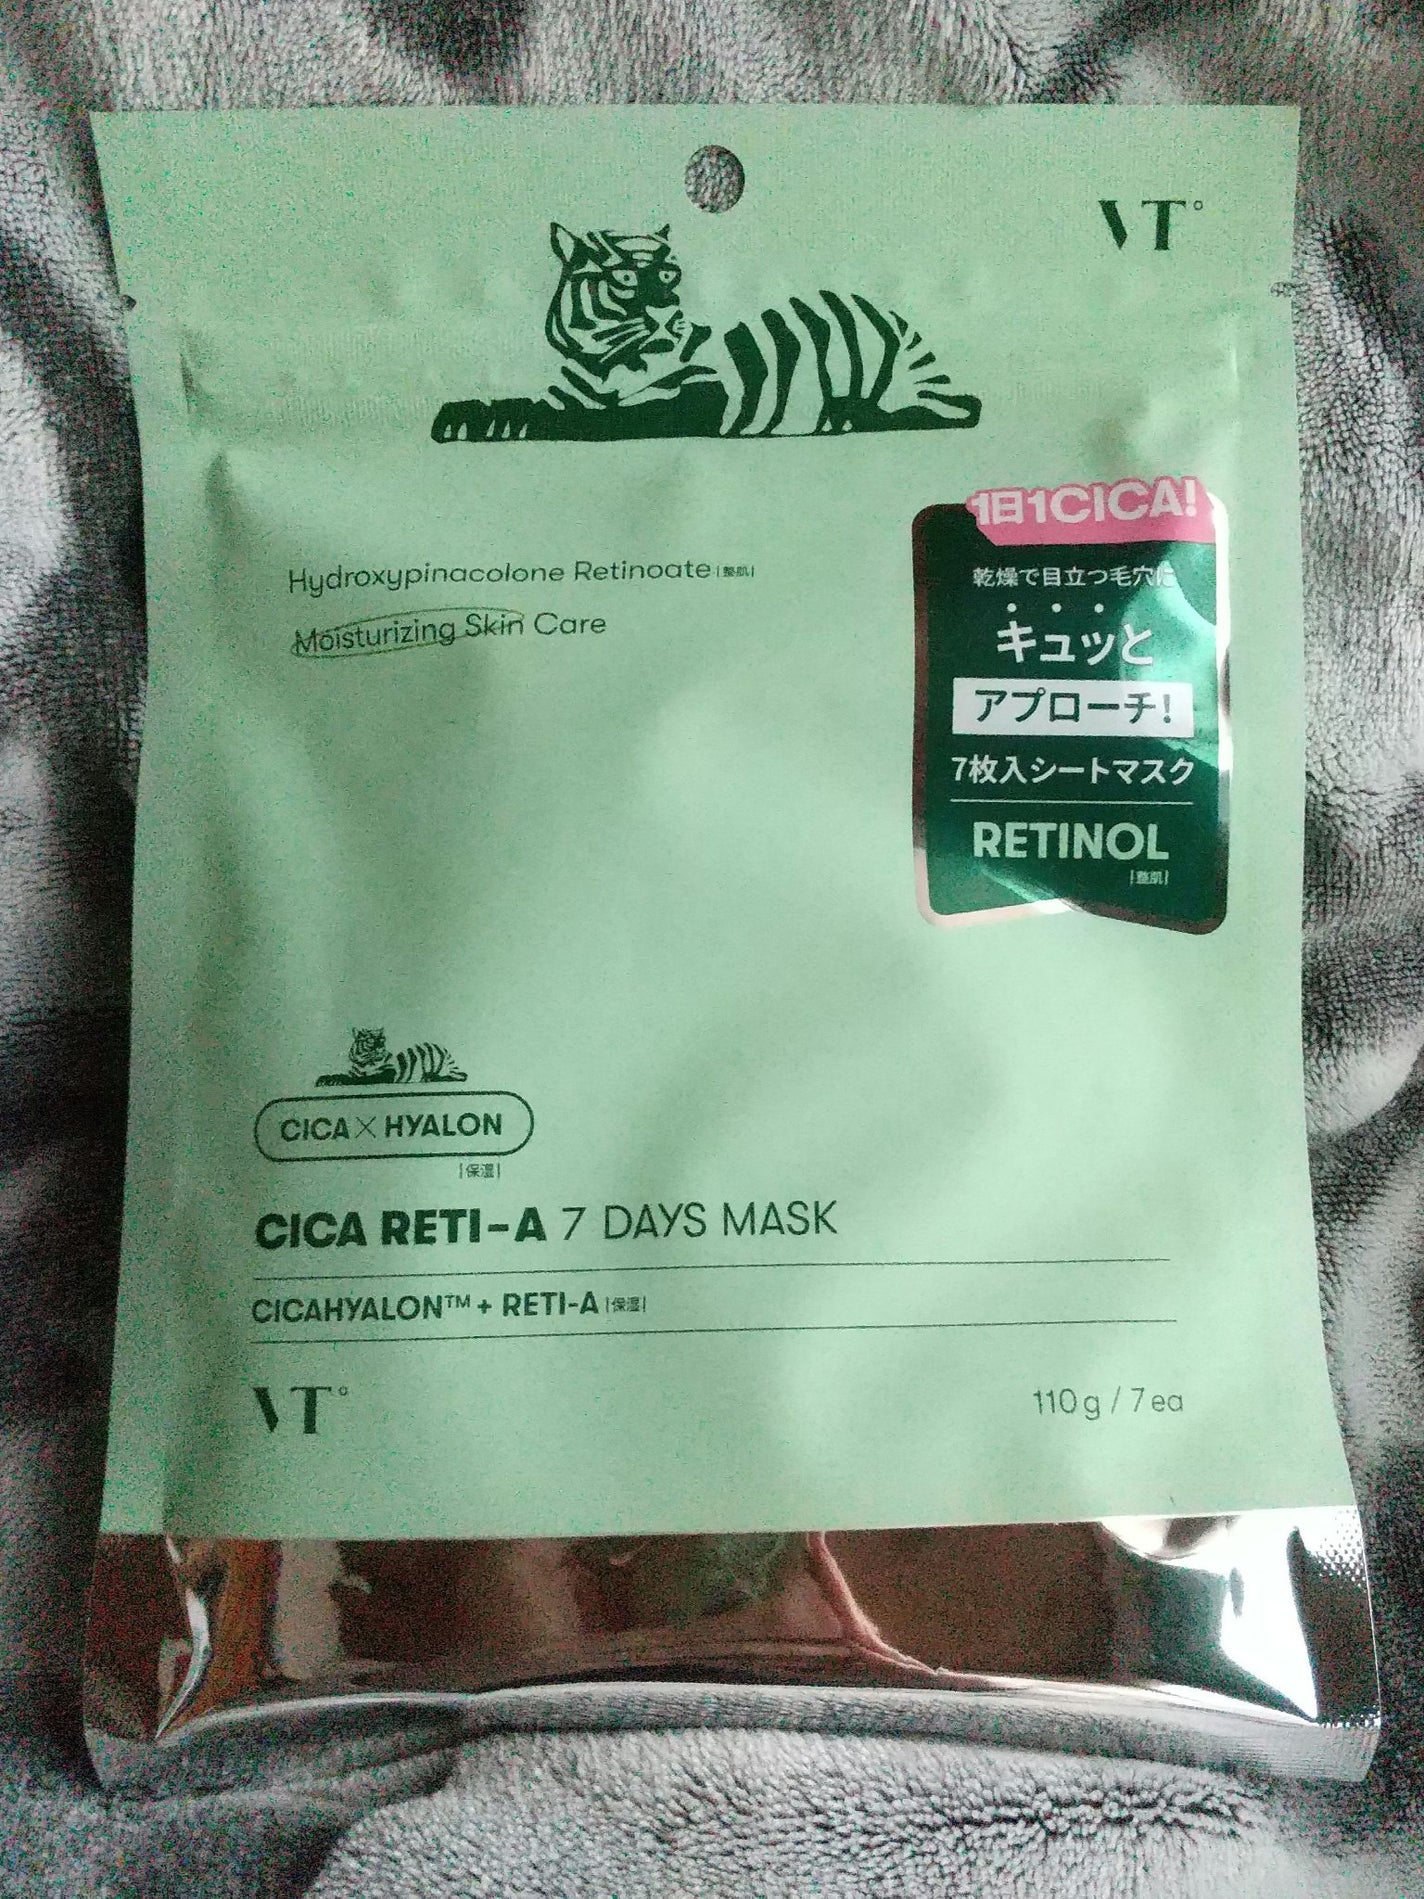 VT°
Hydroxypinacolone Retinoate |整肌|
Moisturizing Skin Care
1日1CICA!
乾燥で目立つ毛穴に
キュッと
アプローチ!
7枚入シートマスク
RETINOL
|整肌|
CICA×HYALON
|保湿|
CICA RETI-A 7 DAYS MASK
CICAHYALON™ + RETI-A |保湿|
VT°
110g / 7ea